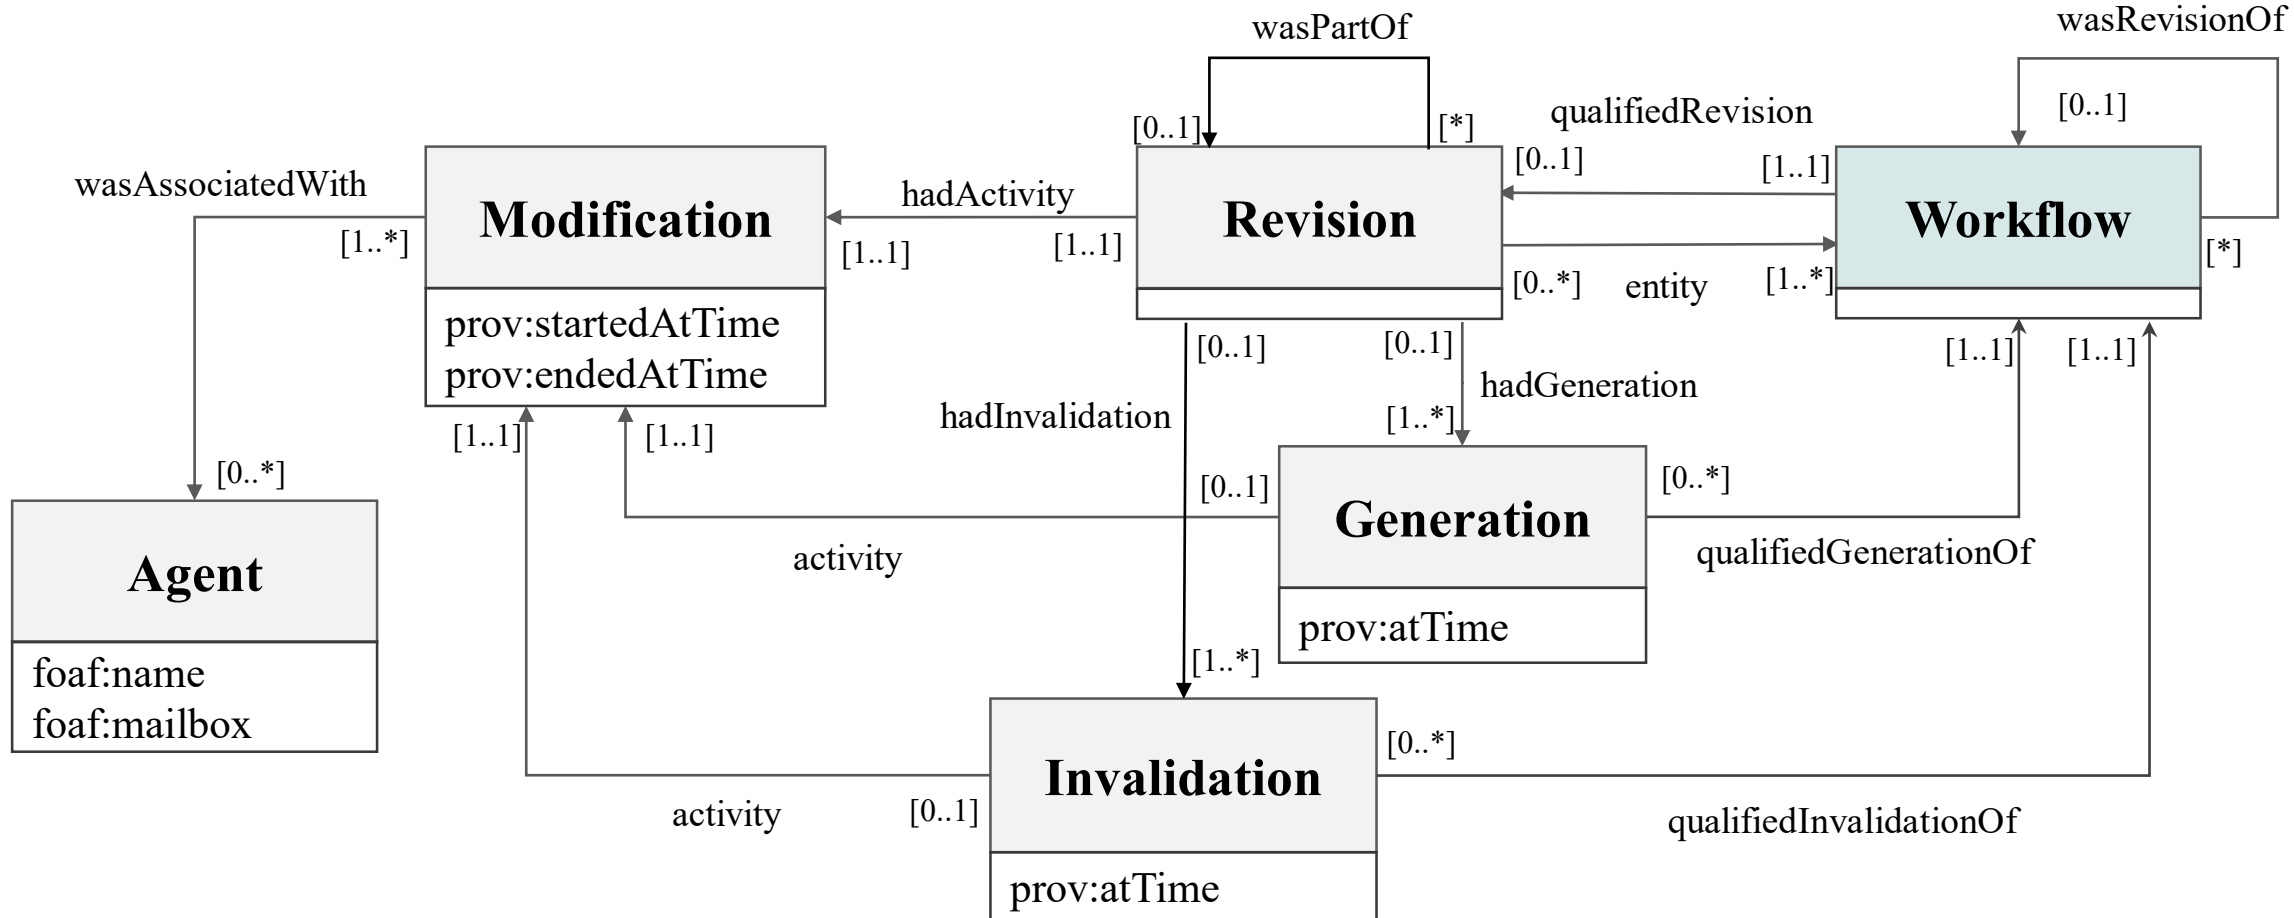 wasPartOf
wasRevisionOf
[0..1]
[*]
qualifiedRevision
[0..1]
[0..1]
[1..1]
wasAssociatedWith
Modification
hadActivity
Revision
Workflow
[1..*]
[1..1]
[1..1]
[0..*]
entity
[1..*]
[*]
prov:startedAtTime
prov:endedAtTime
[0..1]
[0..1]
[1..1]
[1..1]
hadInvalidation
hadGeneration
[1..*]
[1..1]
[1..1]
[0..*]
[0..1]
[0..*]
Agent
Generation
activity
qualifiedGenerationOf
foaf:name
foaf:mailbox
prov:atTime
[1..*]
Invalidation
[0..*]
activity
[0..1]
qualifiedInvalidationOf
prov:atTime